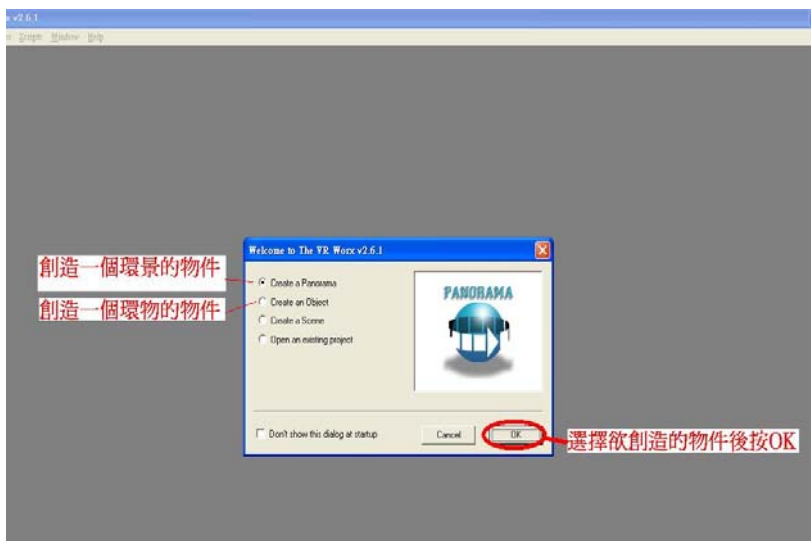 v2.6.1
Scripts Window Help
Welcome to The VR Worx v2.6.1
創造一個環景的物件
Create a Panorama
創造一個環物的物件
Create an Object
Create a Scene
Open an existing project
PANORAMA
Don't show this dialog at startup
Cancel
OK
選擇欲創造的物件後按OK